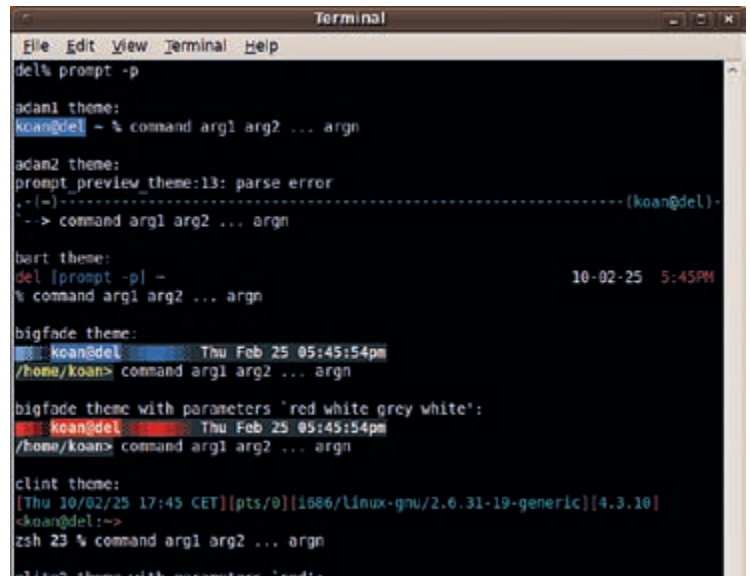 Terminal
File Edit View Terminal Help
del% prompt -p
adam1 theme:
koan@del ~ % command arg1 arg2 ... argn
adam2 theme:
prompt_preview_theme:13: parse error
.-(~)------------------------------------------------------------------(koan@del)-
`--> command arg1 arg2 ... argn
bart theme:
del [prompt -p] ~ 10-02-25 5:45PM
% command arg1 arg2 ... argn
bigfade theme:
koan@del Thu Feb 25 05:45:54pm
/home/koan> command arg1 arg2 ... argn
bigfade theme with parameters `red white grey white':
koan@del Thu Feb 25 05:45:54pm
/home/koan> command arg1 arg2 ... argn
clint theme:
[Thu 10/02/25 17:45 CET][pts/0][i686/linux-gnu/2.6.31-19-generic][4.3.10]
<koan@del:~>
zsh 23 % command arg1 arg2 ... argn
theme with parameters `red':